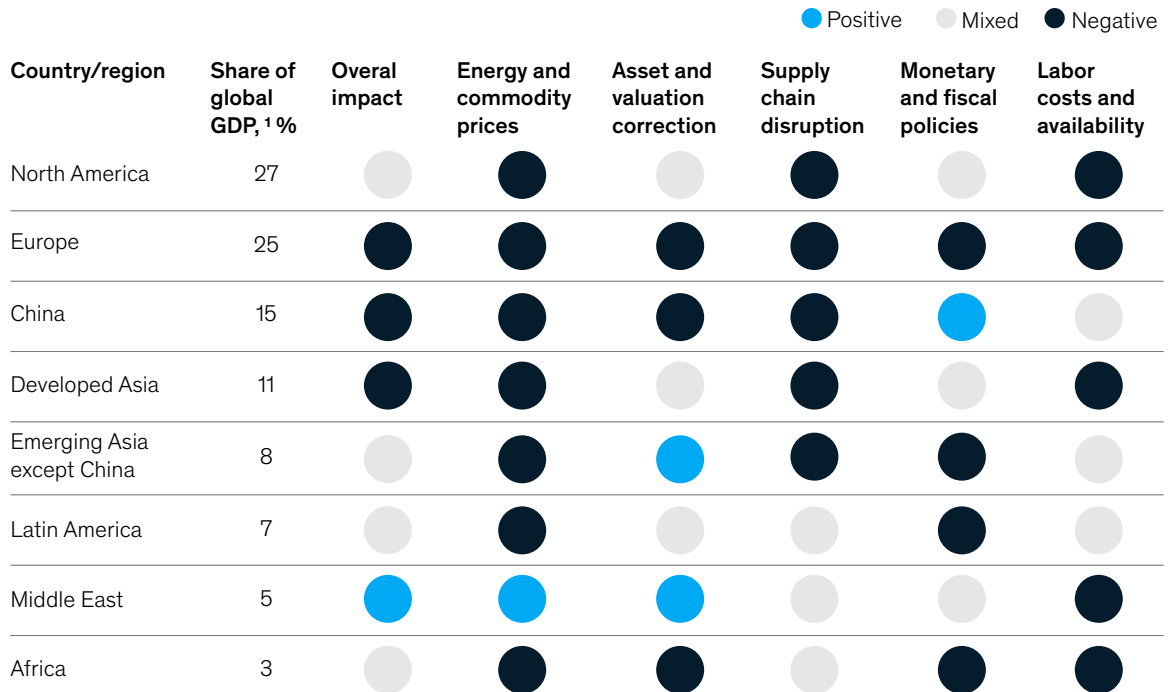 Positive Mixed Negative
Country/region Share of global GDP, ¹ % Overal impact Energy and commodity prices Asset and valuation correction Supply chain disruption Monetary and fiscal policies Labor costs and availability
North America 27
Europe 25
China 15
Developed Asia 11
Emerging Asia except China 8
Latin America 7
Middle East 5
Africa 3